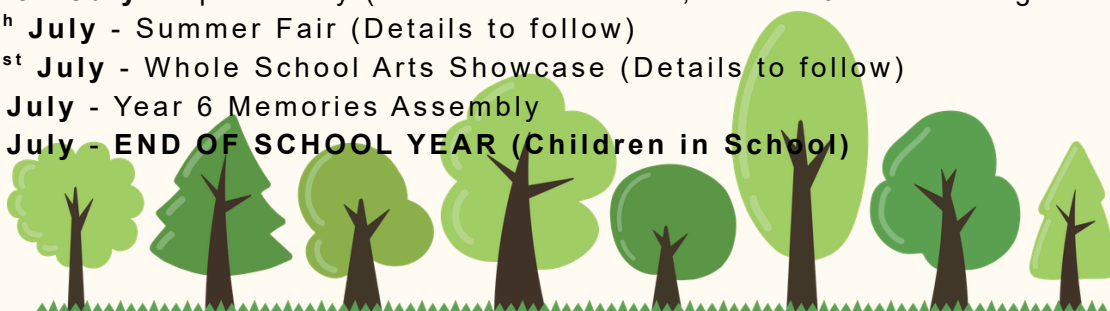 h July - Summer Fair (Details to follow)
st July - Whole School Arts Showcase (Details to follow)
July - Year 6 Memories Assembly
July - END OF SCHOOL YEAR (Children in School)